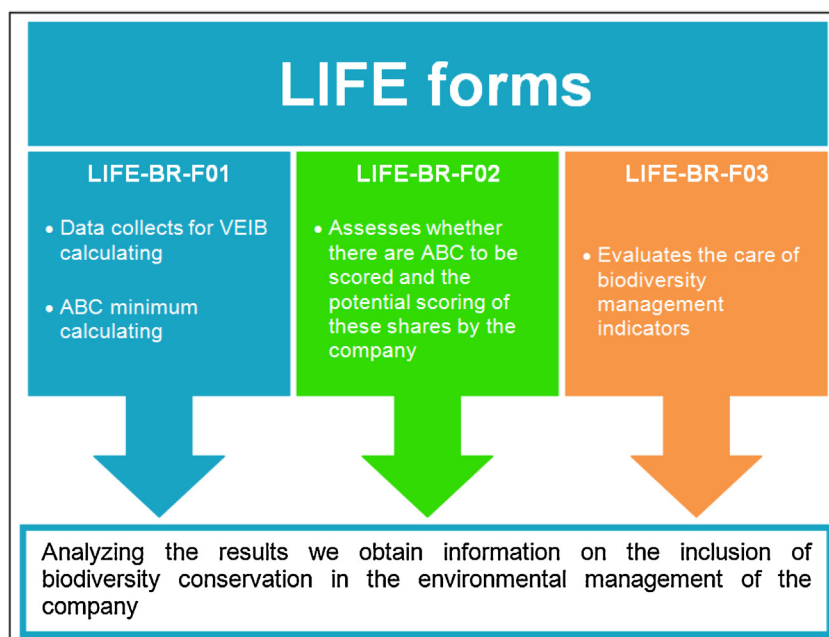 LIFE forms
LIFE-BR-F01
• Data collects for VEIB
calculating
• ABC minimum
calculating
LIFE-BR-F02
• Assesses whether
there are ABC to be
scored and the
potential scoring of
these shares by the
company
LIFE-BR-F03
• Evaluates the care of
biodiversity
management
indicators
Analyzing the results we obtain information on the inclusion of
biodiversity conservation in the environmental management of the
company